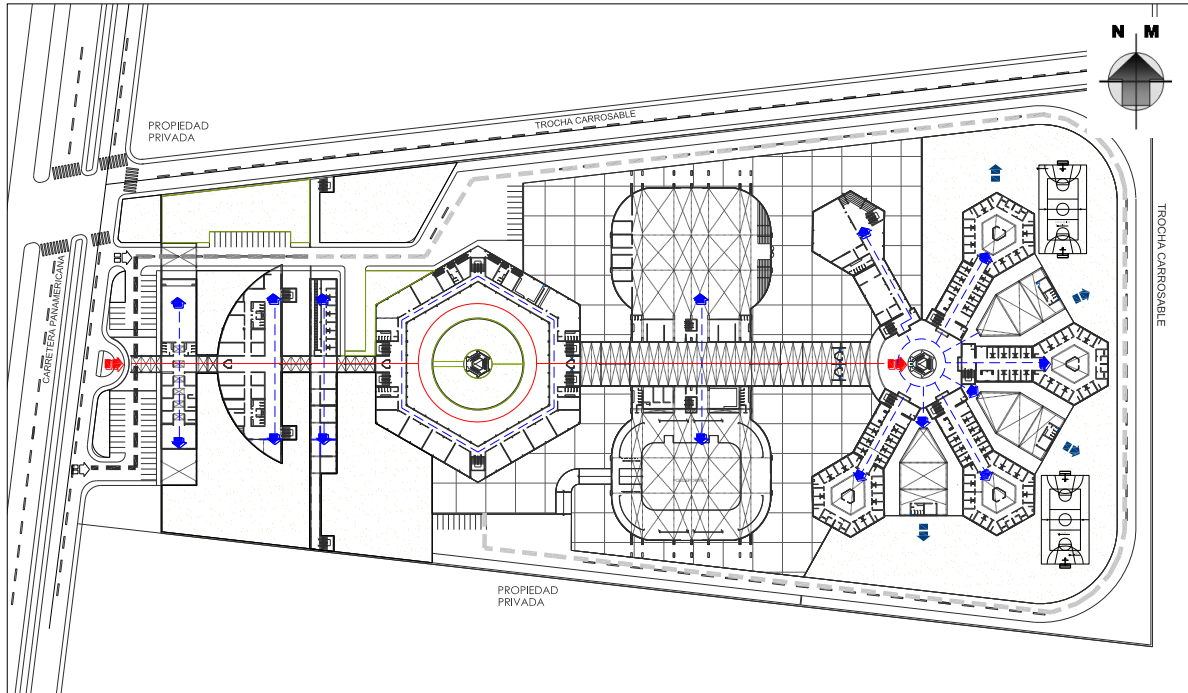 N M
PROPIEDAD
PRIVADA
TROCHA CARROSABLE
TROCHA CARROSABLE
CARRETERA PANAMERICANA
PROPIEDAD
PRIVADA